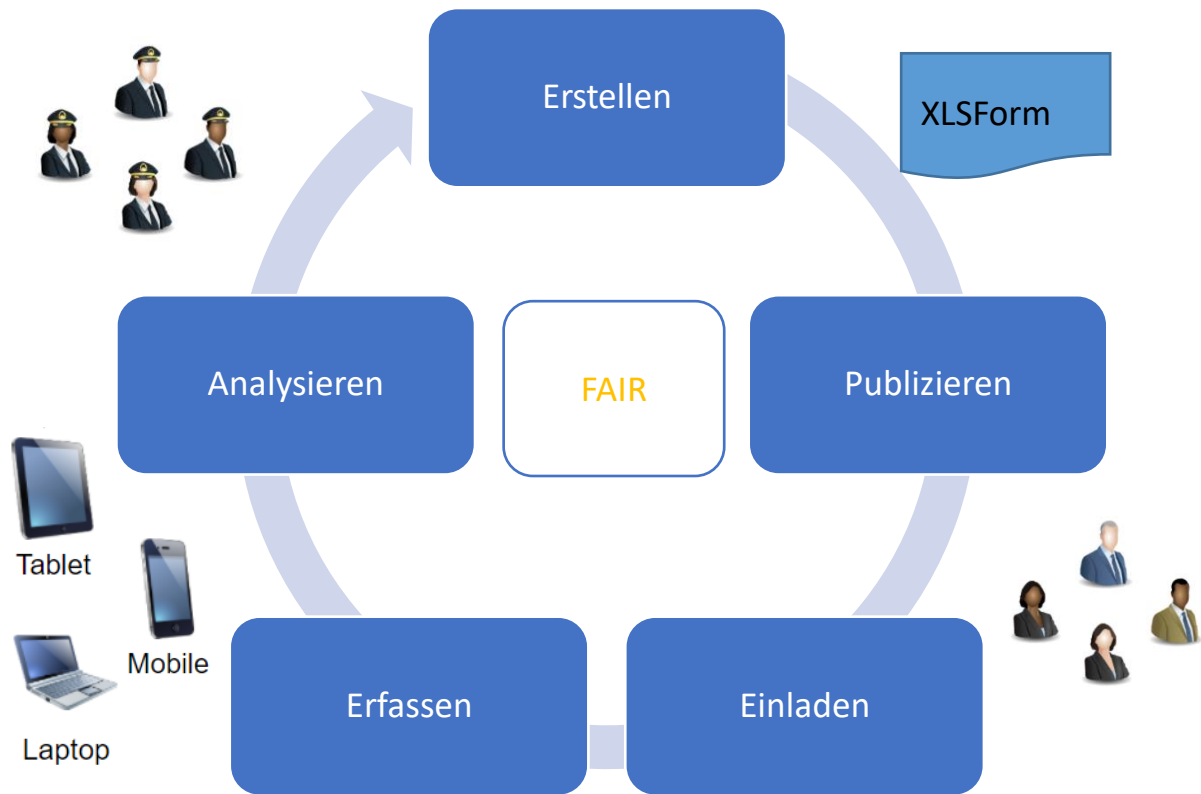 Erstellen
XLSForm
Analysieren
FAIR
Publizieren
Tablet
Mobile
Laptop
Erfassen
Einladen